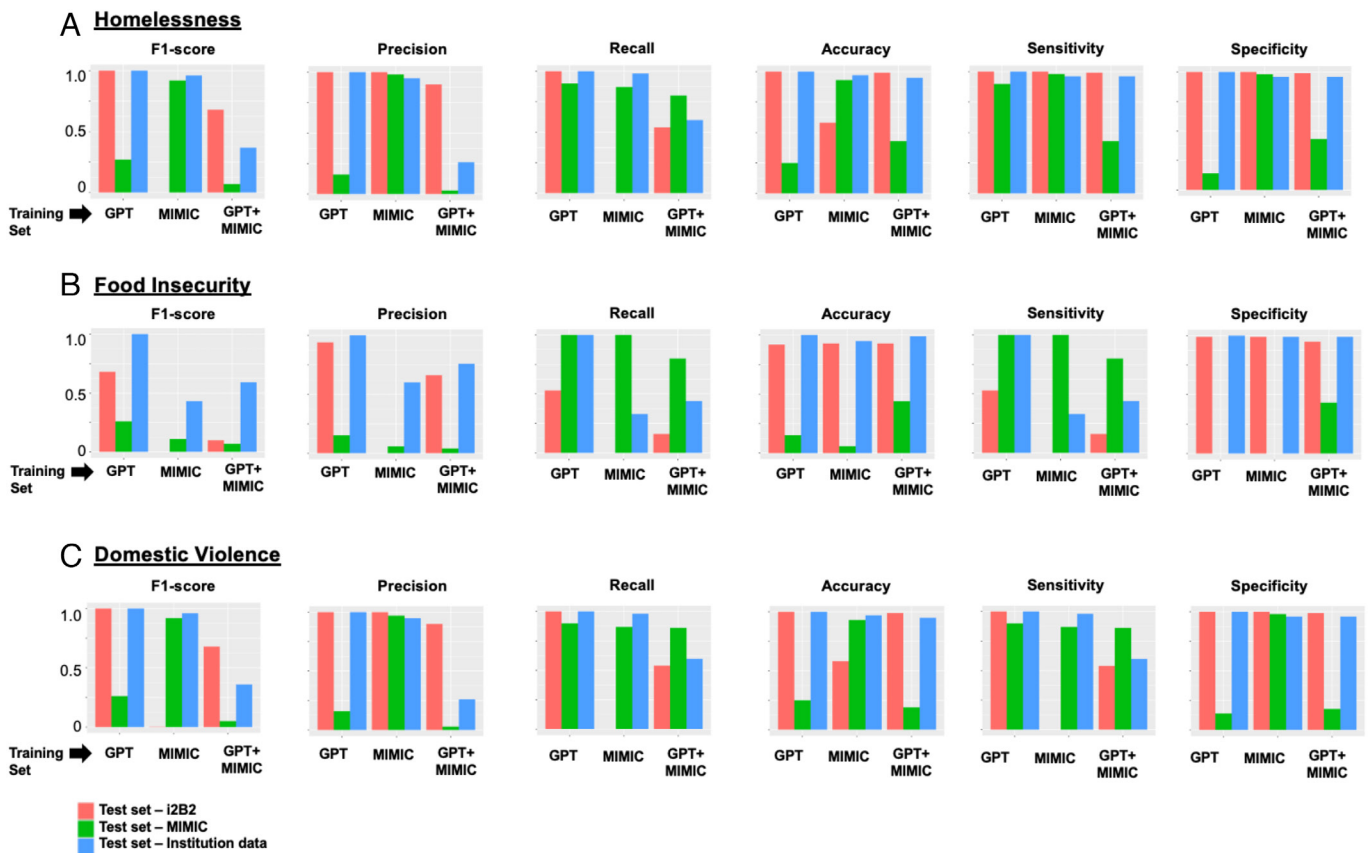 A Homelessness
F1-score Precision Recall Accuracy Sensitivity Specificity
1.0
0.5
0
Training GPT MIMIC GPT+ GPT MIMIC GPT+ GPT MIMIC GPT+ GPT MIMIC GPT+ GPT MIMIC GPT+ GPT MIMIC GPT+
Set MIMIC MIMIC MIMIC MIMIC MIMIC MIMIC
B Food Insecurity
F1-score Precision Recall Accuracy Sensitivity Specificity
1.0
0.5
0
Training GPT MIMIC GPT+ GPT MIMIC GPT+ GPT MIMIC GPT+ GPT MIMIC GPT+ GPT MIMIC GPT+ GPT MIMIC GPT+
Set MIMIC MIMIC MIMIC MIMIC MIMIC MIMIC
C Domestic Violence
F1-score Precision Recall Accuracy Sensitivity Specificity
1.0
0.5
0
Training GPT MIMIC GPT+ GPT MIMIC GPT+ GPT MIMIC GPT+ GPT MIMIC GPT+ GPT MIMIC GPT+ GPT MIMIC GPT+
Set MIMIC MIMIC MIMIC MIMIC MIMIC MIMIC
Test set – i2B2
Test set – MIMIC
Test set – Institution data